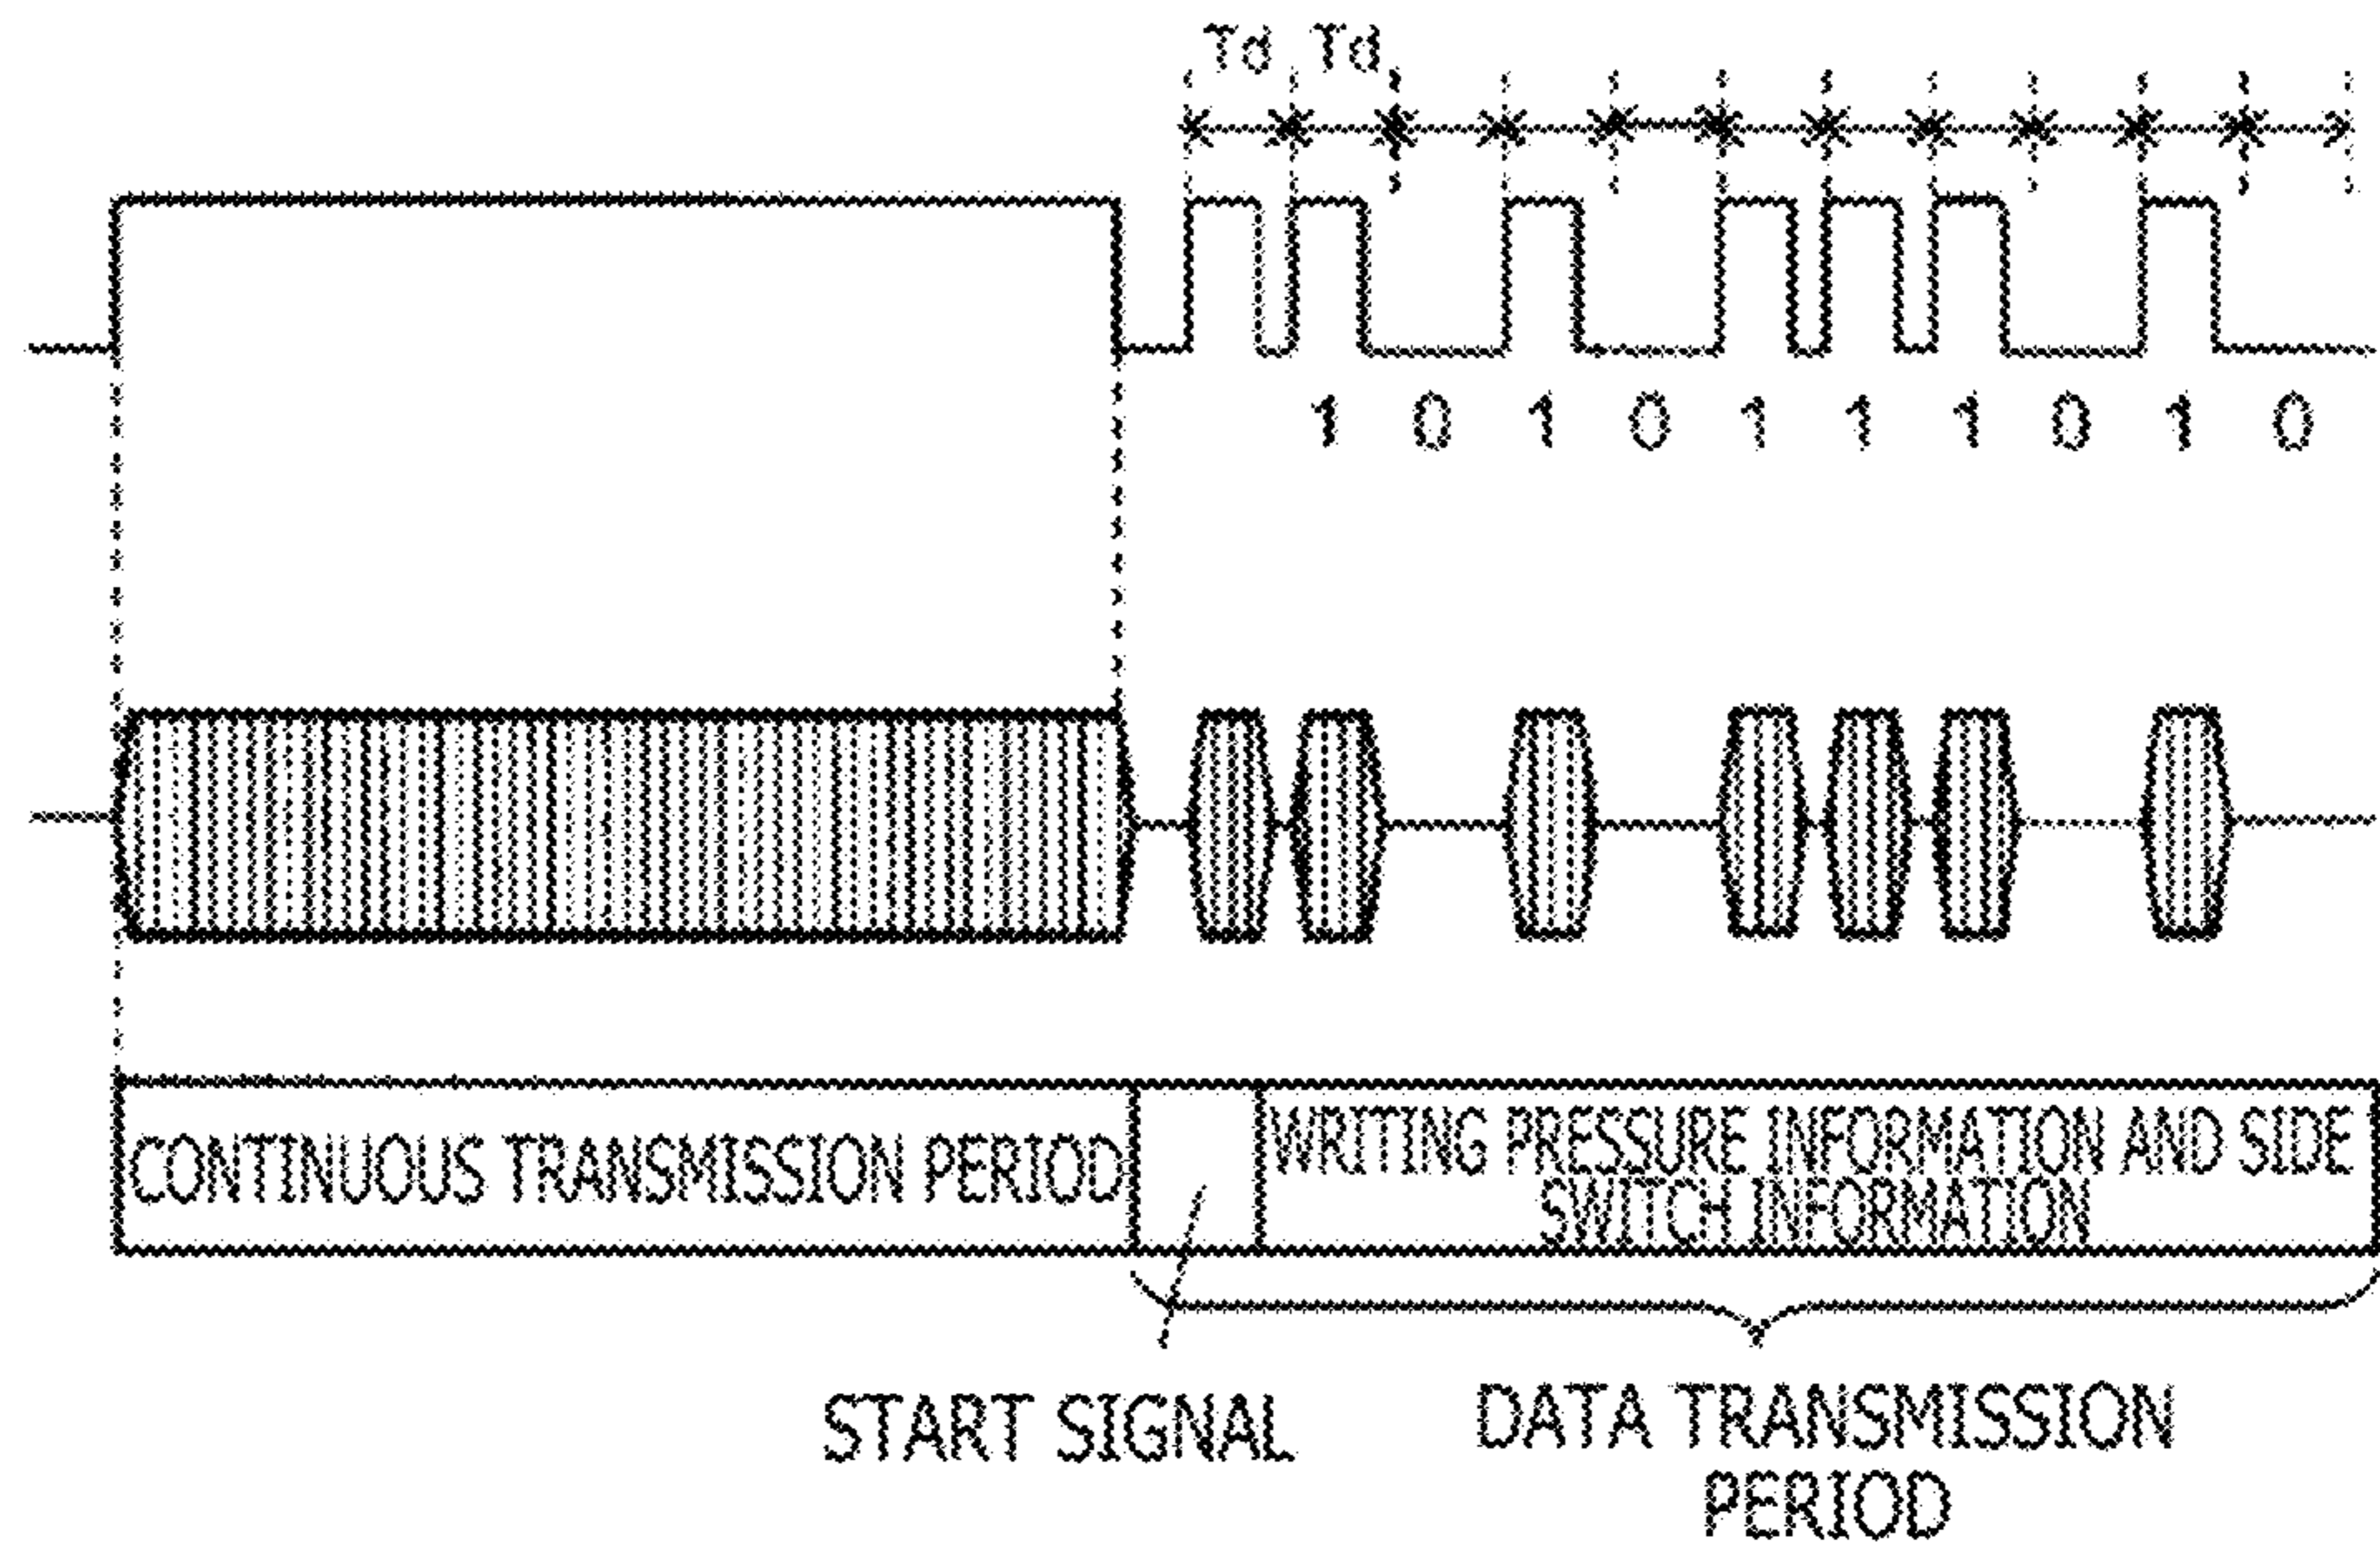 Td Td
1 0 1 0 1 1 1 0 1 0
CONTINUOUS TRANSMISSION PERIOD
WRITING PRESSURE INFORMATION AND SIDE
SWITCH INFORMATION
START SIGNAL
DATA TRANSMISSION
PERIOD